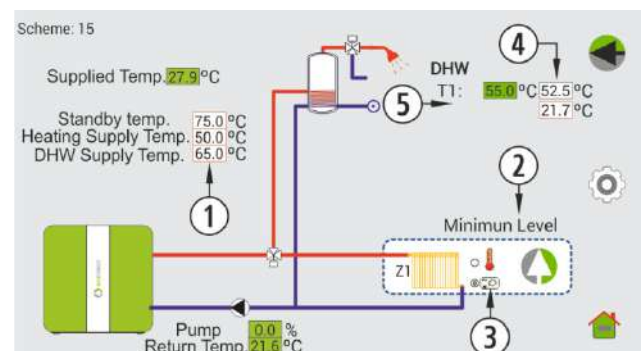 Scheme: 15
4
Supplied Temp. 27.9 °C
DHW
5
T1: 55.0 °C 52.5 °C
21.7 °C
Standby temp. 75.0 °C
Heating Supply Temp. 50.0 °C
DHW Supply Temp. 65.0 °C
2
1
Minimun Level
Z1
Pump 0.0 %
3
Return Temp. 21.6 °C